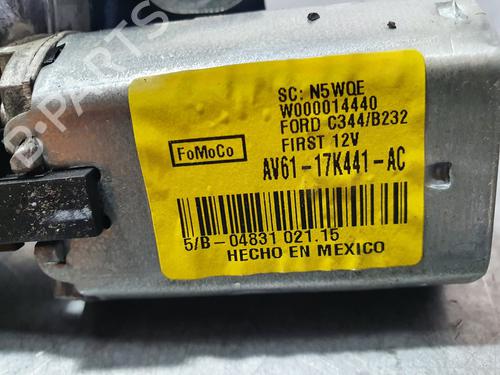 SC: N5WQE
W000014440
FORD C344/B232
FIRST 12V
FoMoCo
AV61-17K441-AC
5/B-04831 021.15
HECHO EN MEXICO
B-PARTS